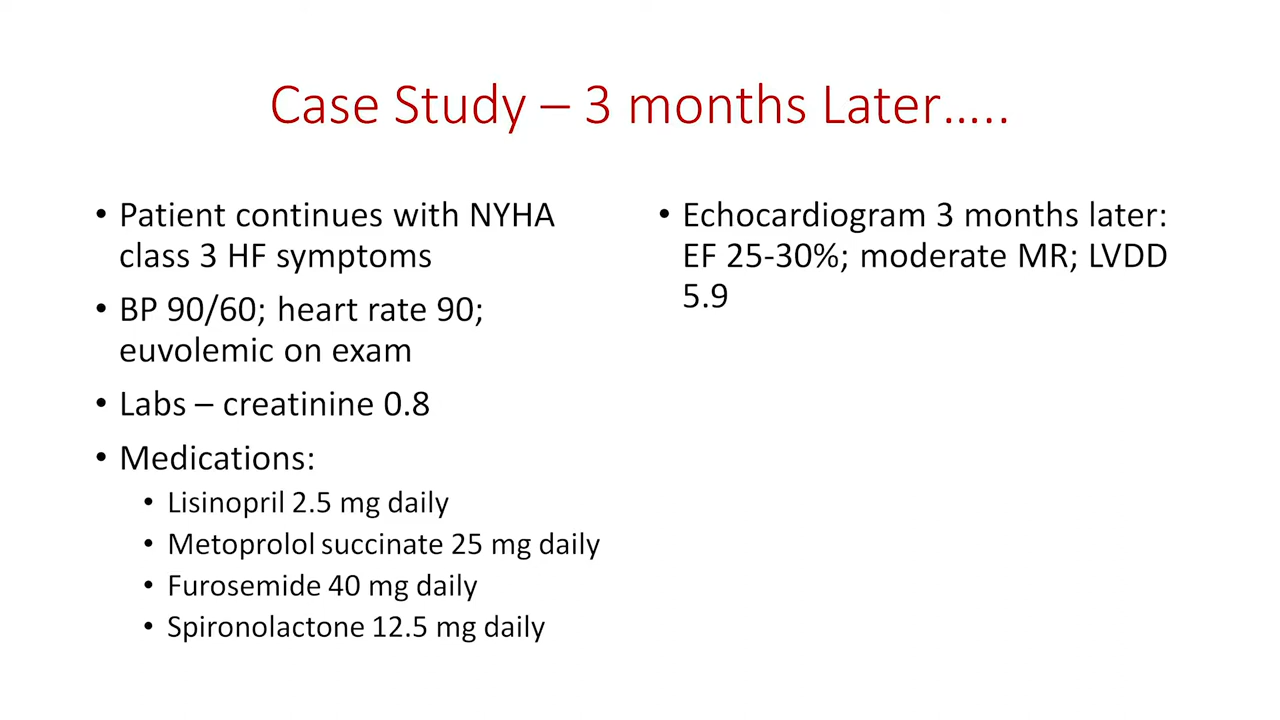 Case Study – 3 months Later…..
• Patient continues with NYHA
class 3 HF symptoms
• BP 90/60; heart rate 90;
euvolemic on exam
• Labs – creatinine 0.8
• Medications:
• Lisinopril 2.5 mg daily
• Metoprolol succinate 25 mg daily
• Furosemide 40 mg daily
• Spironolactone 12.5 mg daily
• Echocardiogram 3 months later:
EF 25-30%; moderate MR; LVDD
5.9